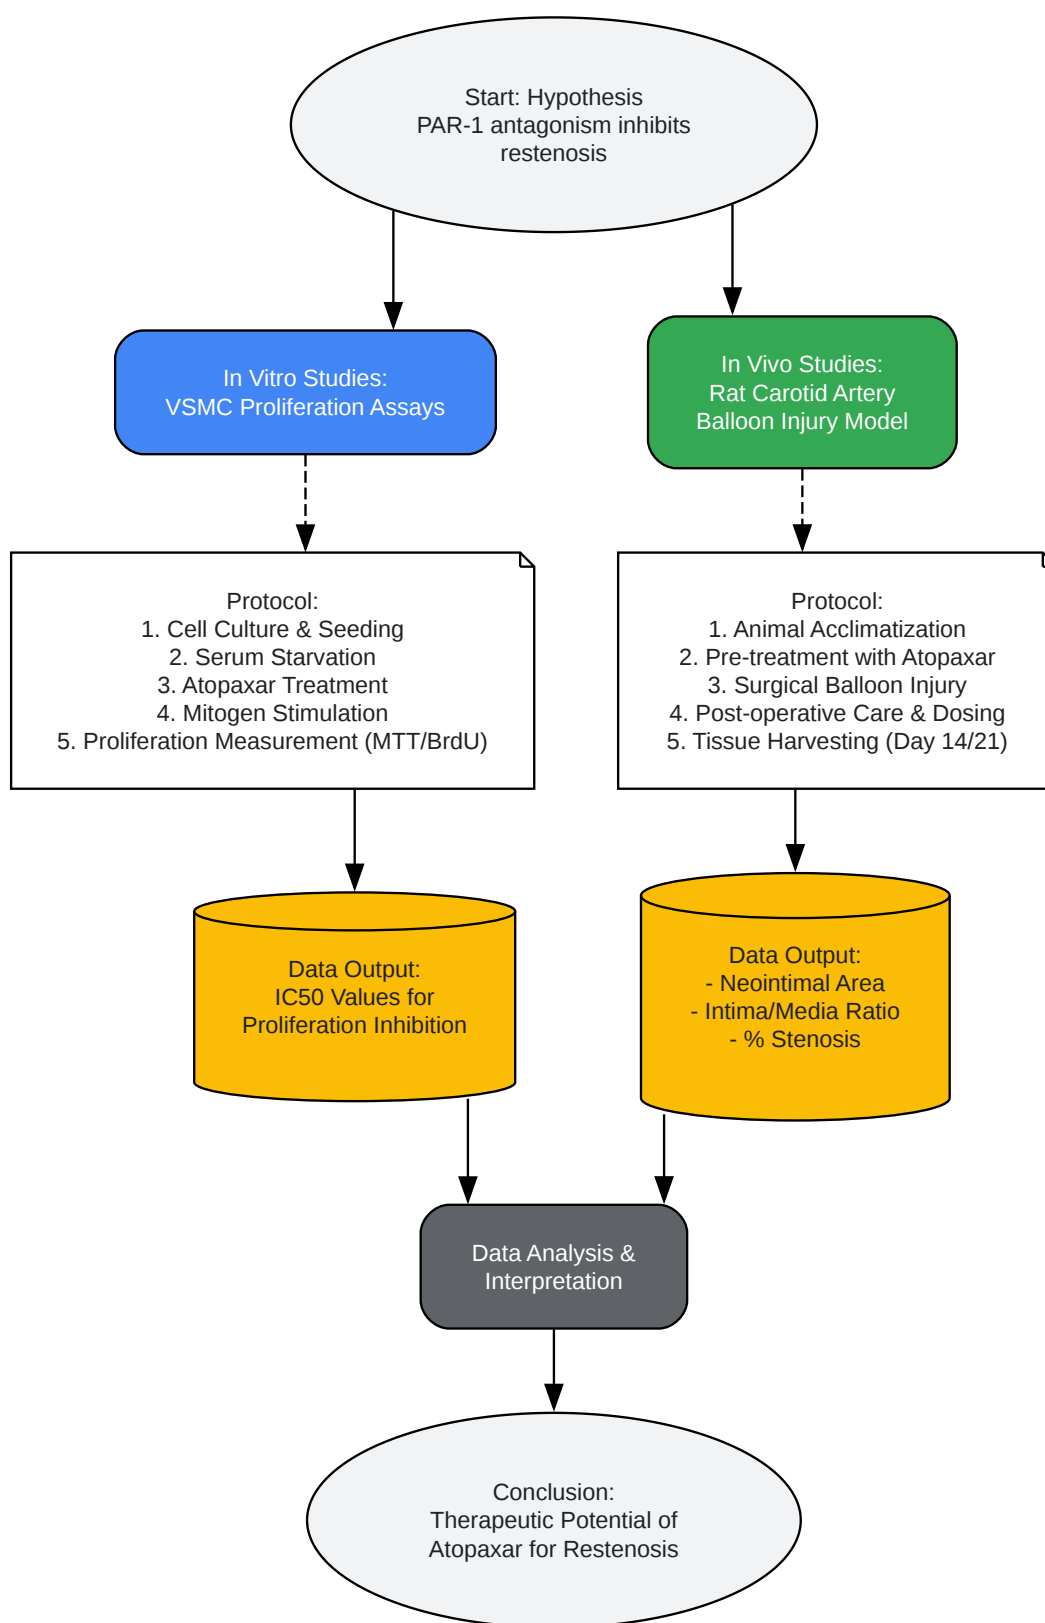 Start: Hypothesis
PAR-1 antagonism inhibits
restenosis
In Vitro Studies:
VSMC Proliferation Assays
In Vivo Studies:
Rat Carotid Artery
Balloon Injury Model
Protocol:
1. Cell Culture & Seeding
2. Serum Starvation
3. Atopaxar Treatment
4. Mitogen Stimulation
5. Proliferation Measurement (MTT/BrdU)
Protocol:
1. Animal Acclimatization
2. Pre-treatment with Atopaxar
3. Surgical Balloon Injury
4. Post-operative Care & Dosing
5. Tissue Harvesting (Day 14/21)
Data Output:
IC50 Values for
Proliferation Inhibition
Data Output:
- Neointimal Area
- Intima/Media Ratio
- % Stenosis
Data Analysis &
Interpretation
Conclusion:
Therapeutic Potential of
Atopaxar for Restenosis